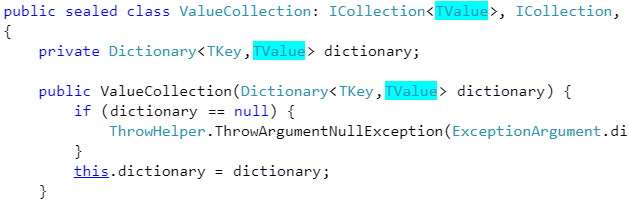 public sealed class ValueCollection: ICollection<TValue>, ICollection,
{
    private Dictionary<TKey,TValue> dictionary;

    public ValueCollection(Dictionary<TKey,TValue> dictionary) {
        if (dictionary == null) {
            ThrowHelper.ThrowArgumentNullException(ExceptionArgument.di
        }
        this.dictionary = dictionary;
    }